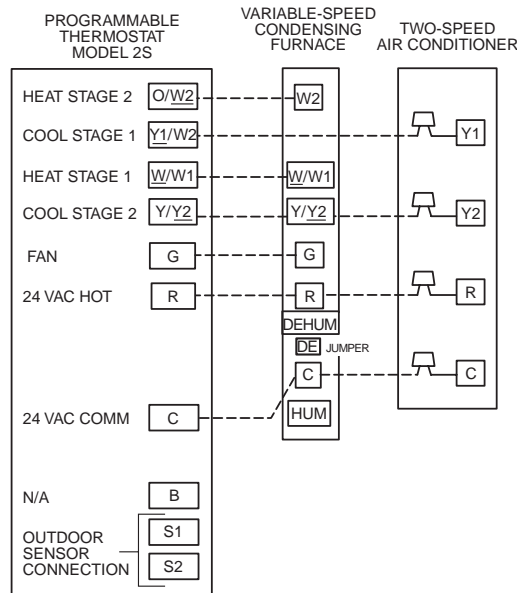 PROGRAMMABLE
THERMOSTAT
MODEL 2S
VARIABLE-SPEED
CONDENSING
FURNACE
TWO-SPEED
AIR CONDITIONER
HEAT STAGE 2 O/W2 W2
COOL STAGE 1 Y1/W2 Y1
HEAT STAGE 1 W/W1 W/W1
COOL STAGE 2 Y/Y2 Y/Y2 Y2
FAN G G
24 VAC HOT R R R
DEHUM
DE JUMPER
C C
24 VAC COMM C HUM
N/A B
OUTDOOR
SENSOR
CONNECTION
S1
S2